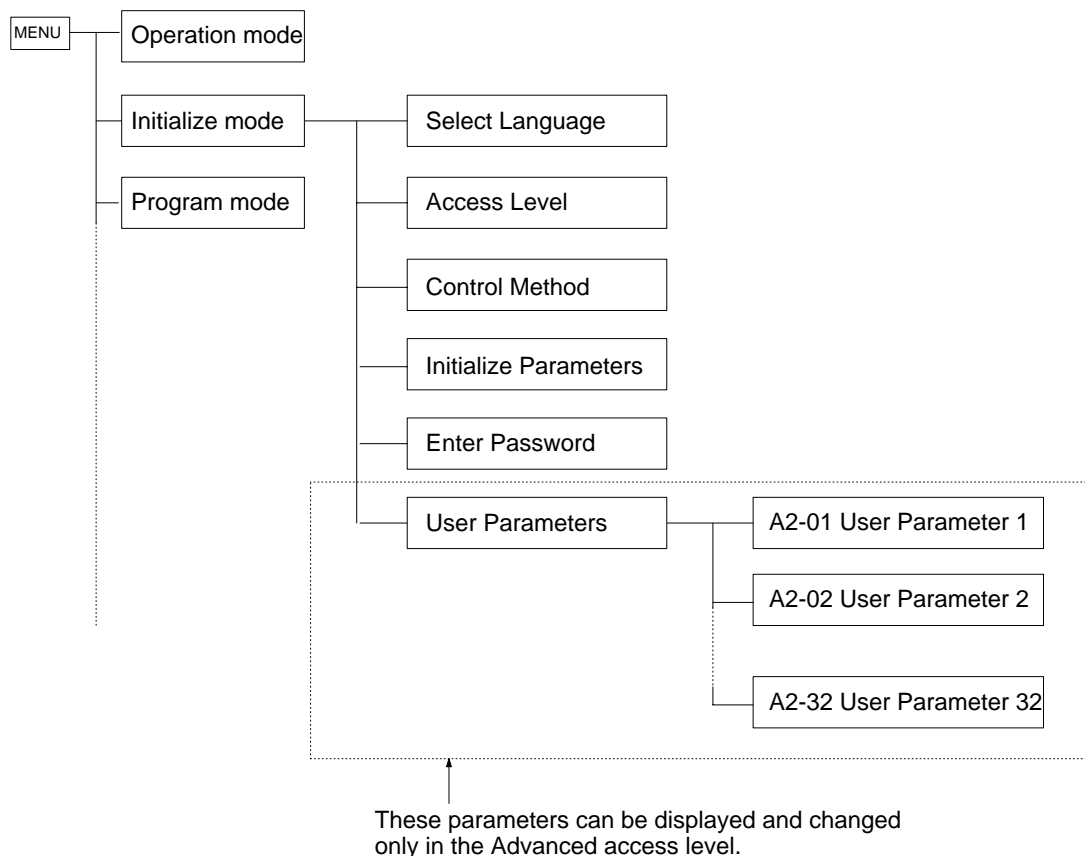 MENU
Operation mode
Initialize mode
Select Language
Program mode
Access Level
Control Method
Initialize Parameters
Enter Password
User Parameters
A2-01 User Parameter 1
A2-02 User Parameter 2
A2-32 User Parameter 32
These parameters can be displayed and changed
only in the Advanced access level.